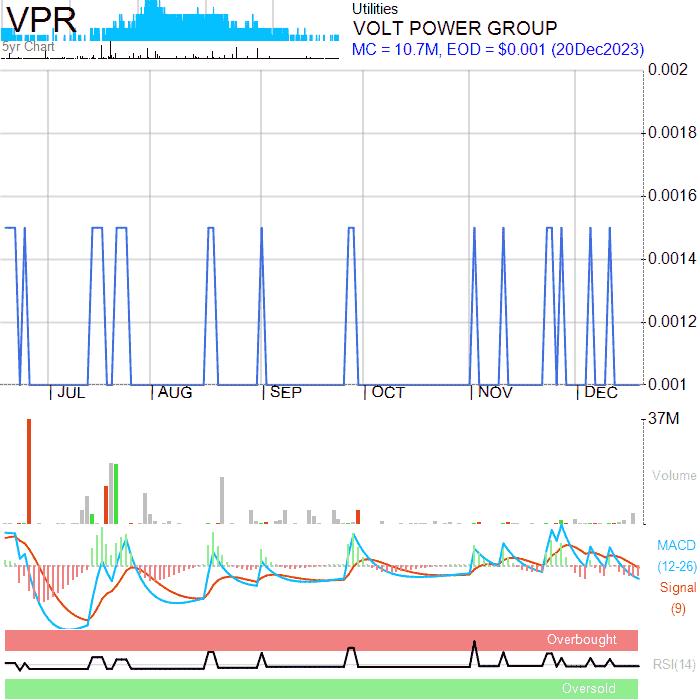 VPR
5yr Chart
Utilities
VOLT POWER GROUP
MC = 10.7M, EOD = $0.001 (20Dec2023)
0.002
0.0018
0.0016
0.0014
0.0012
0.001
JUL AUG SEP OCT NOV DEC
37M
Volume
MACD
(12-26)
Signal
(9)
Overbought
RSI(14)
Oversold